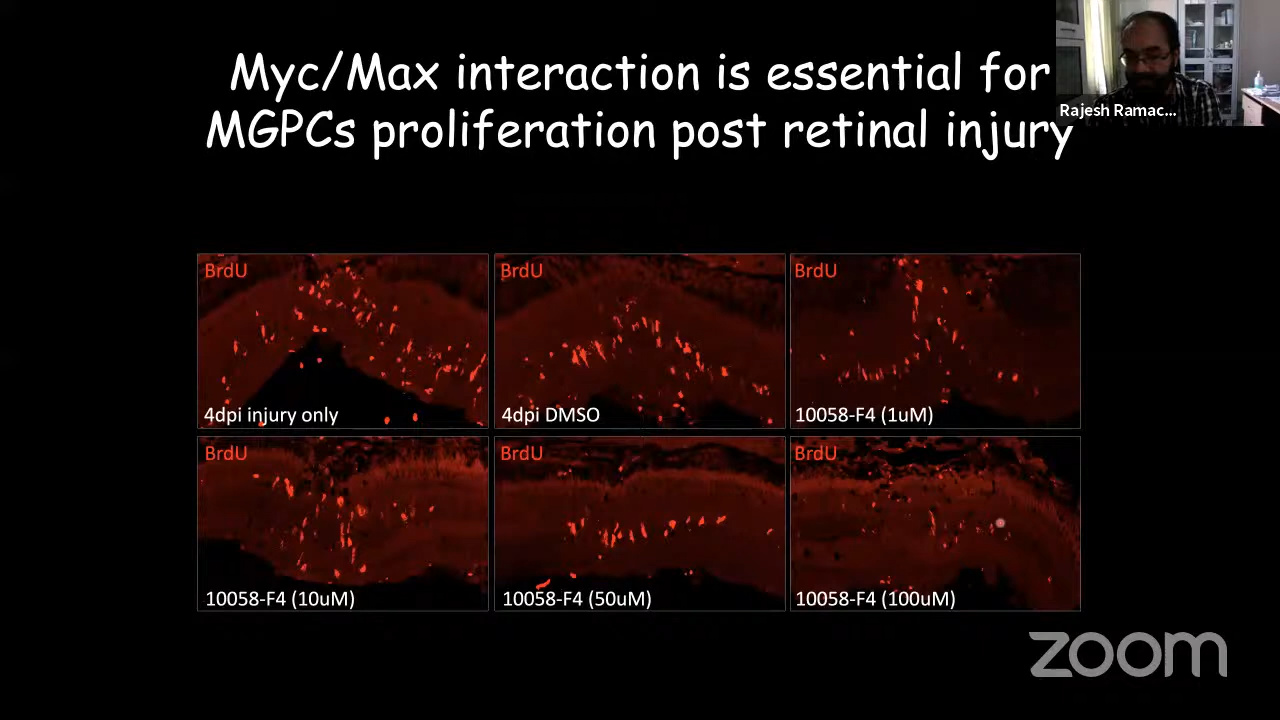 Myc/Max interaction is essential for
MGPCs proliferation post retinal injury
Rajesh Ramac...
BrdU
BrdU
BrdU
4dpi injury only
4dpi DMSO
10058-F4 (1uM)
BrdU
BrdU
BrdU
10058-F4 (10uM)
10058-F4 (50uM)
10058-F4 (100uM)
zoom